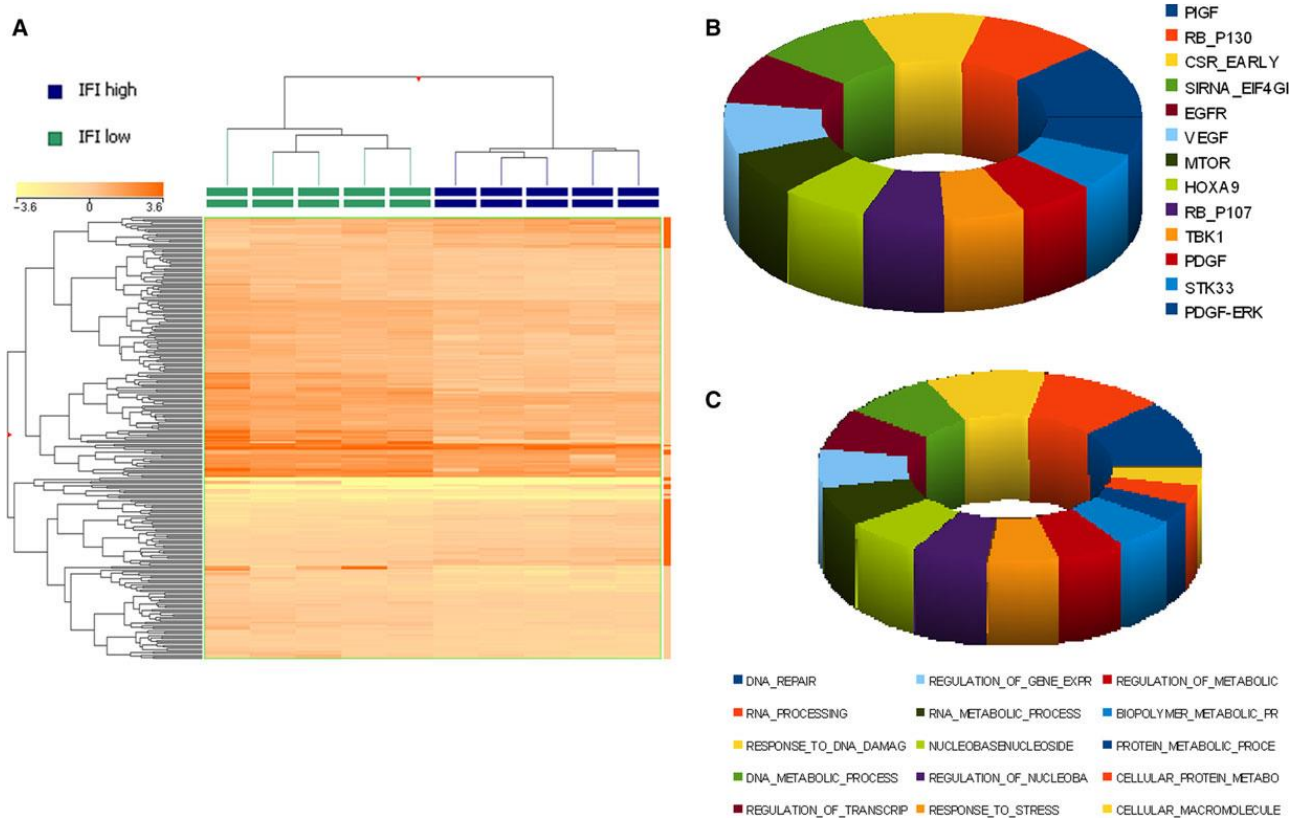 A
IFI high
IFI low
−3.6 0 3.6
B
PIGF
RB_P130
CSR_EARLY
SIRNA_EIF4GI
EGFR
VEGF
MTOR
HOXA9
RB_P107
TBK1
PDGF
STK33
PDGF-ERK
C
DNA_REPAIR REGULATION_OF_GENE_EXPR REGULATION_OF_METABOLIC
RNA_PROCESSING RNA_METABOLIC_PROCESS BIOPOLYMER_METABOLIC_PR
RESPONSE_TO_DNA_DAMAG NUCLEOBASENUCLEOSIDE PROTEIN_METABOLIC_PROCE
DNA_METABOLIC_PROCESS REGULATION_OF_NUCLEOBA CELLULAR_PROTEIN_METABO
REGULATION_OF_TRANSCRIP RESPONSE_TO_STRESS CELLULAR_MACROMOLECULE